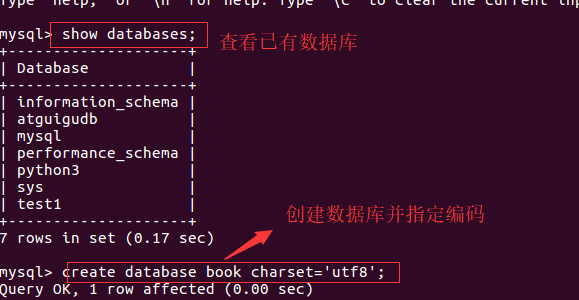 Type 'help;' or '\h' for help. Type '\c' to clear the current inp
mysql> show databases; 查看已有数据库
+--------------------+
| Database           |
+--------------------+
| information_schema |
| atguigudb          |
| mysql              |
| performance_schema |
| python3            |
| sys                |
| test1              |
+--------------------+
7 rows in set (0.17 sec)
创建数据库并指定编码
mysql> create database book charset='utf8';
Query OK, 1 row affected (0.00 sec)